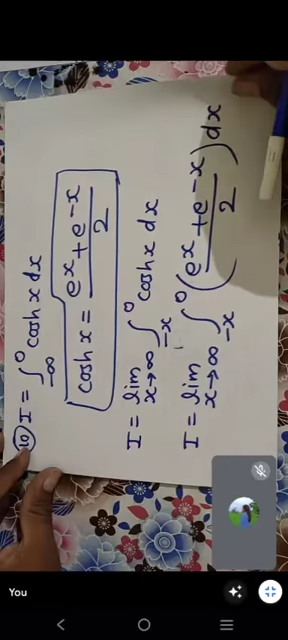 (10) I = ∫_{-∞}^{0} cosh x dx
cosh x = (e^x + e^{-x})/2
I = lim_{x→∞} ∫_{-x}^{0} cosh x dx
I = lim_{x→∞} ∫_{-x}^{0} ((e^x + e^{-x})/2) dx
You